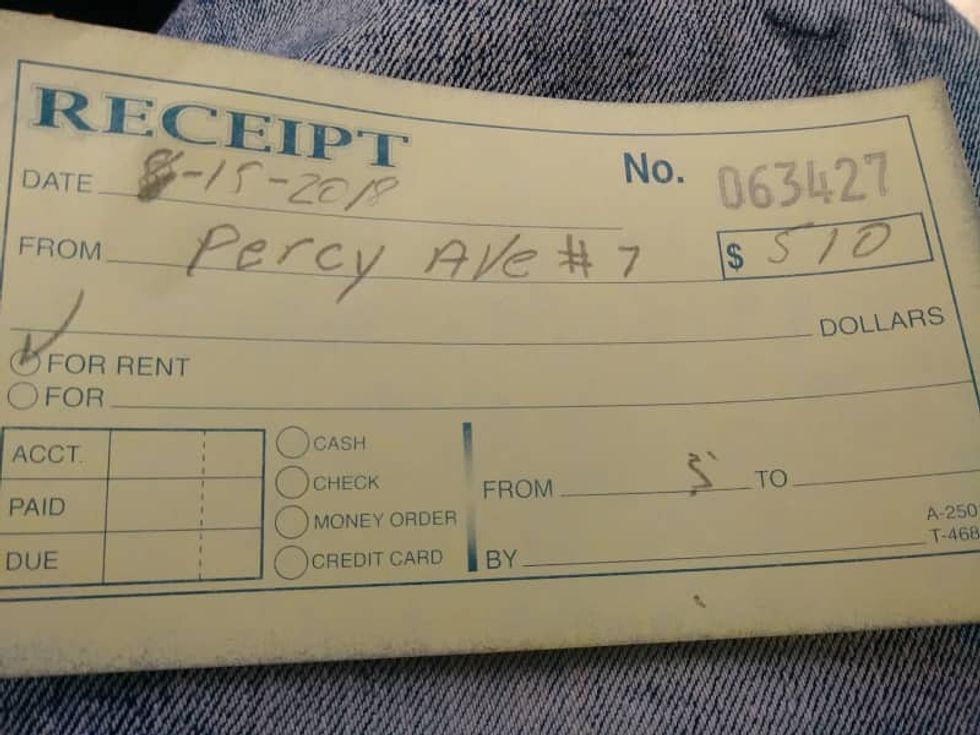 RECEIPT
DATE 8-15-2018 No. 063427
FROM Percy Ave # 7 $ 510
DOLLARS
FOR RENT
FOR
ACCT.
PAID
DUE
CASH
CHECK
MONEY ORDER
CREDIT CARD
FROM TO
BY
A-250
T-468